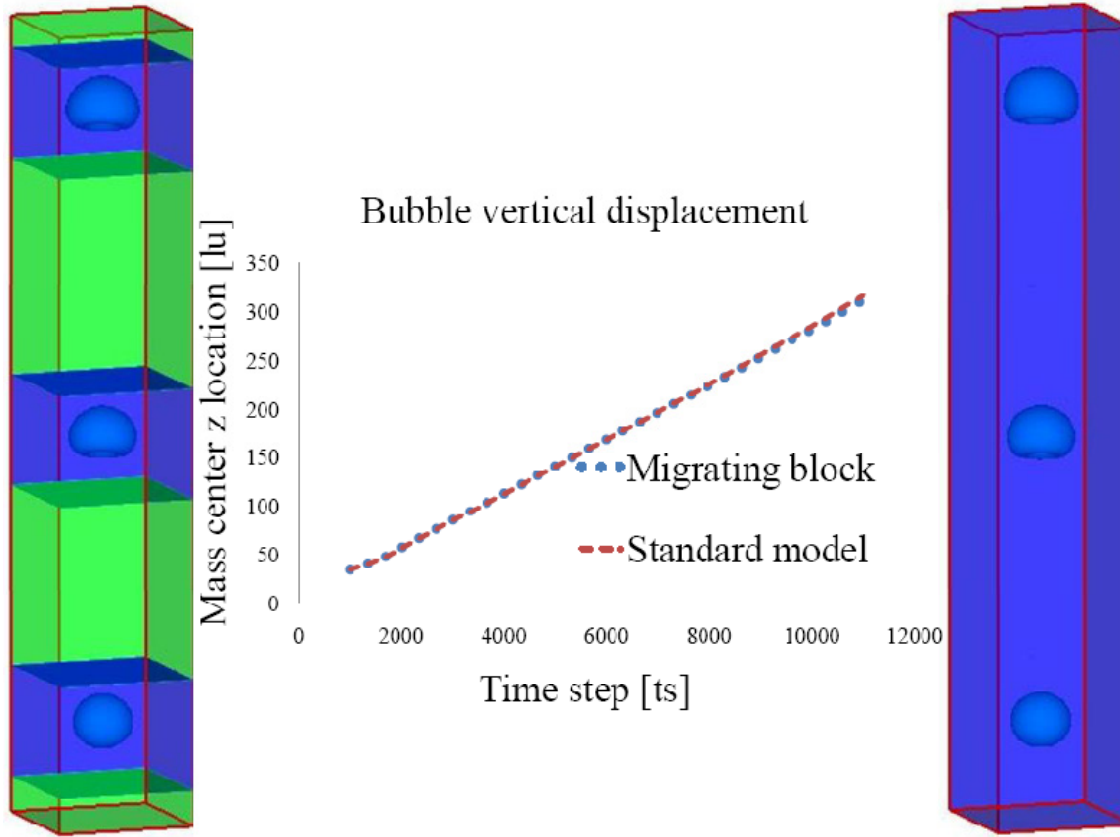 Bubble vertical displacement
Mass center z location [lu]
350
300
250
200
150
100
50
0
Migrating block
Standard model
0 2000 4000 6000 8000 10000 12000
Time step [ts]